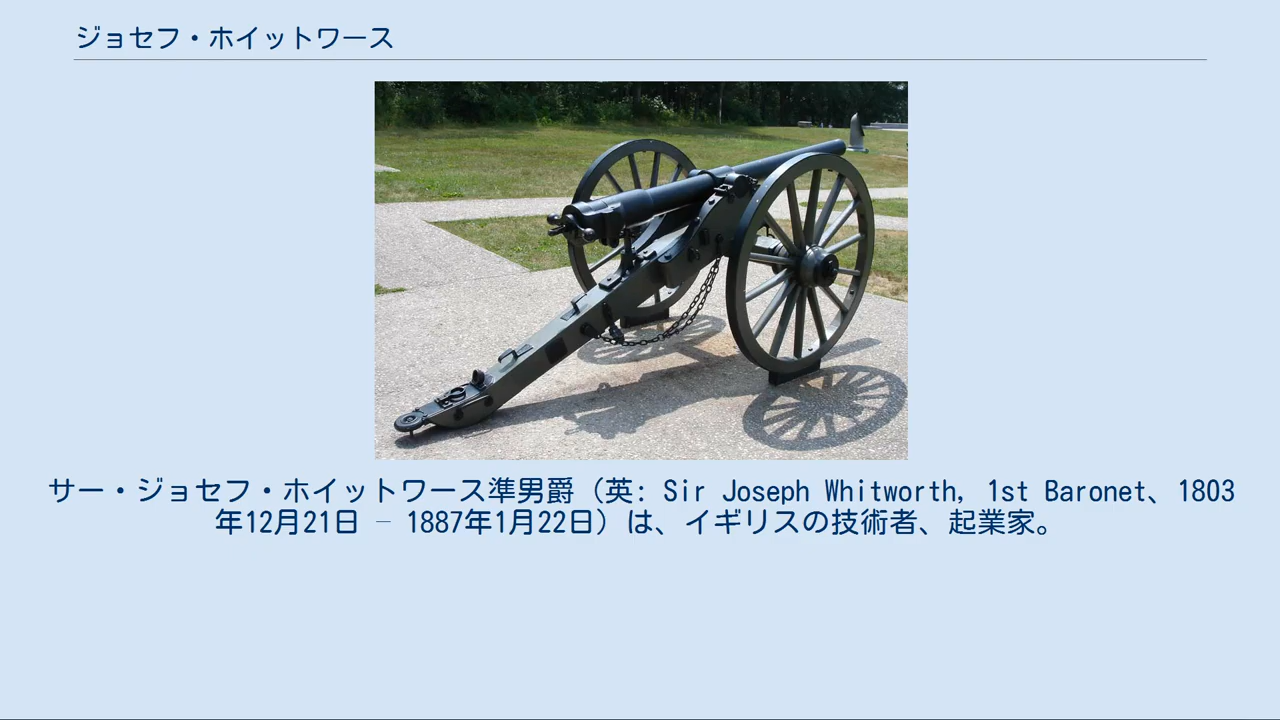 ジョセフ・ホイットワース
サー・ジョセフ・ホイットワース準男爵（英: Sir Joseph Whitworth, 1st Baronet、1803
年12月21日 – 1887年1月22日）は、イギリスの技術者、起業家。